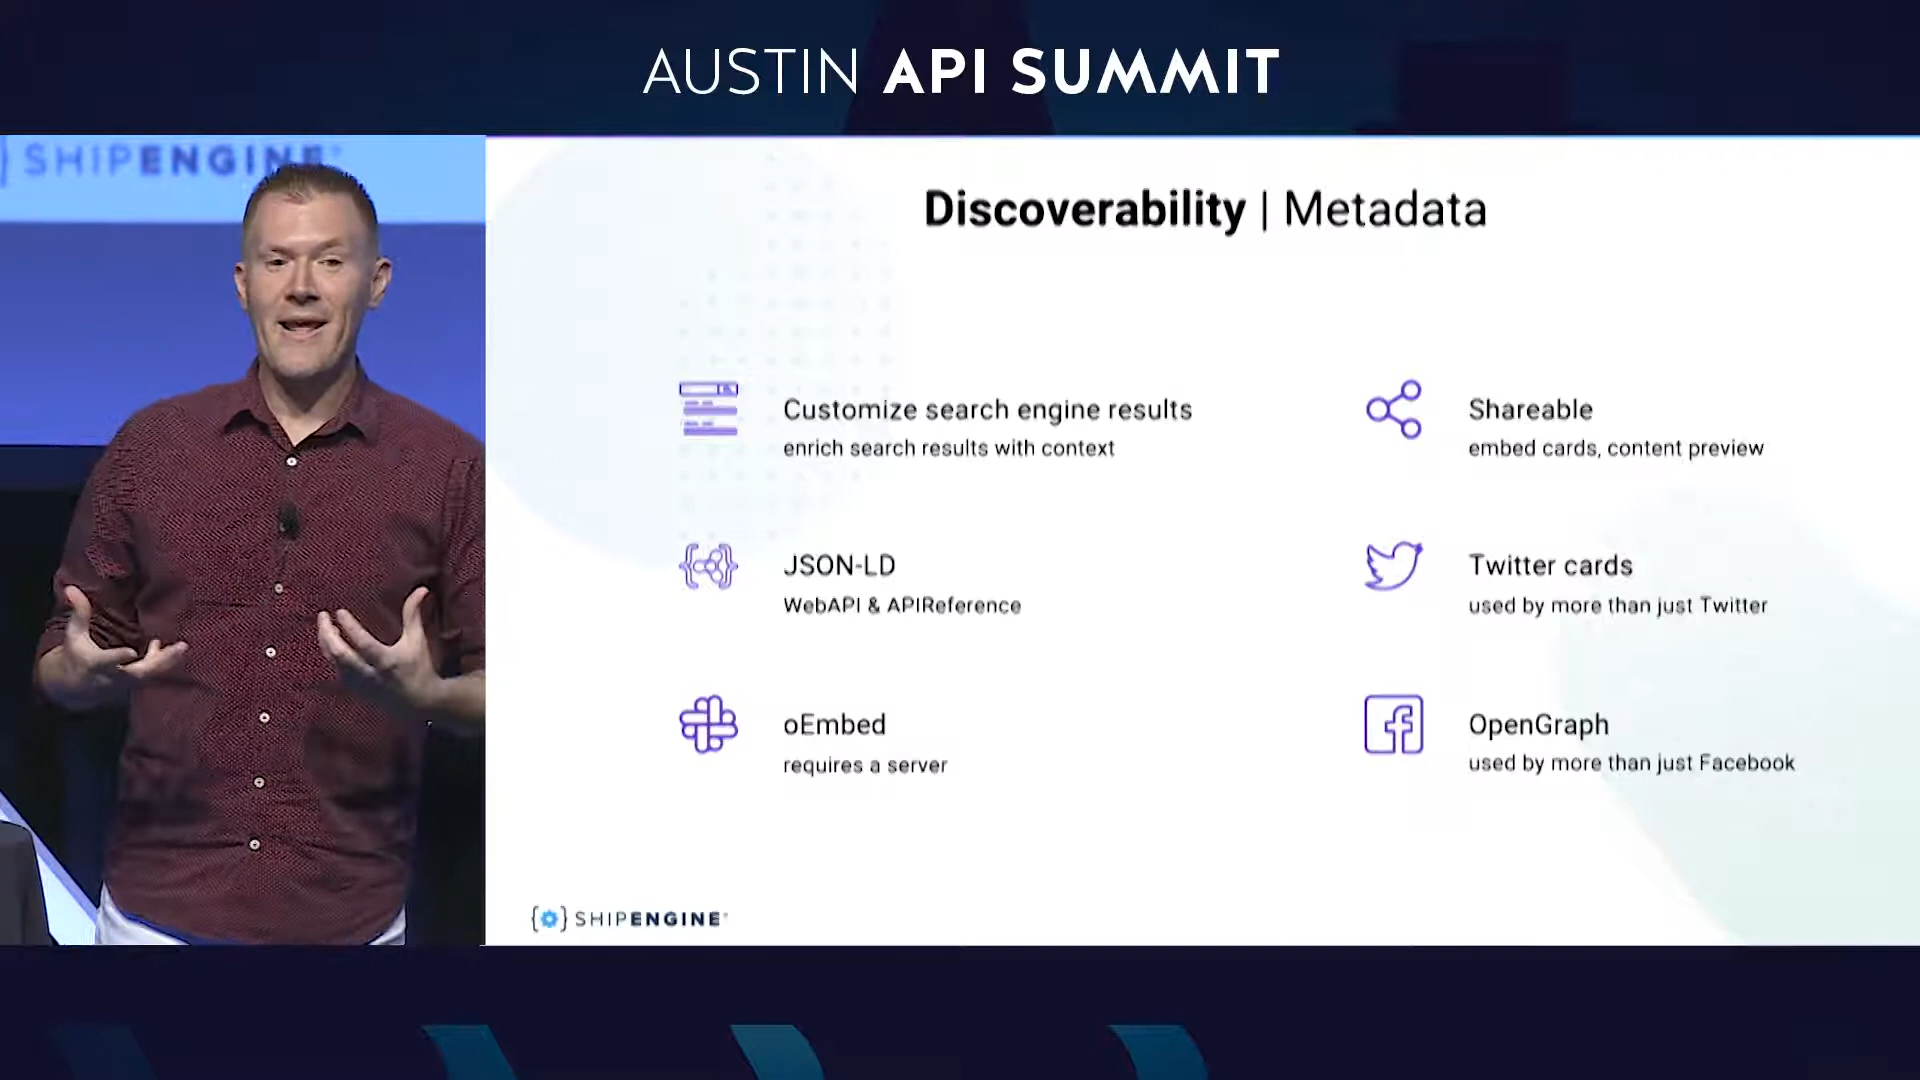 AUSTIN API SUMMIT
SHIPENGINE
Discoverability | Metadata
Customize search engine results
enrich search results with context
Shareable
embed cards, content preview
JSON-LD
WebAPI & APIReference
Twitter cards
used by more than just Twitter
oEmbed
requires a server
OpenGraph
used by more than just Facebook
{ } SHIPENGINE